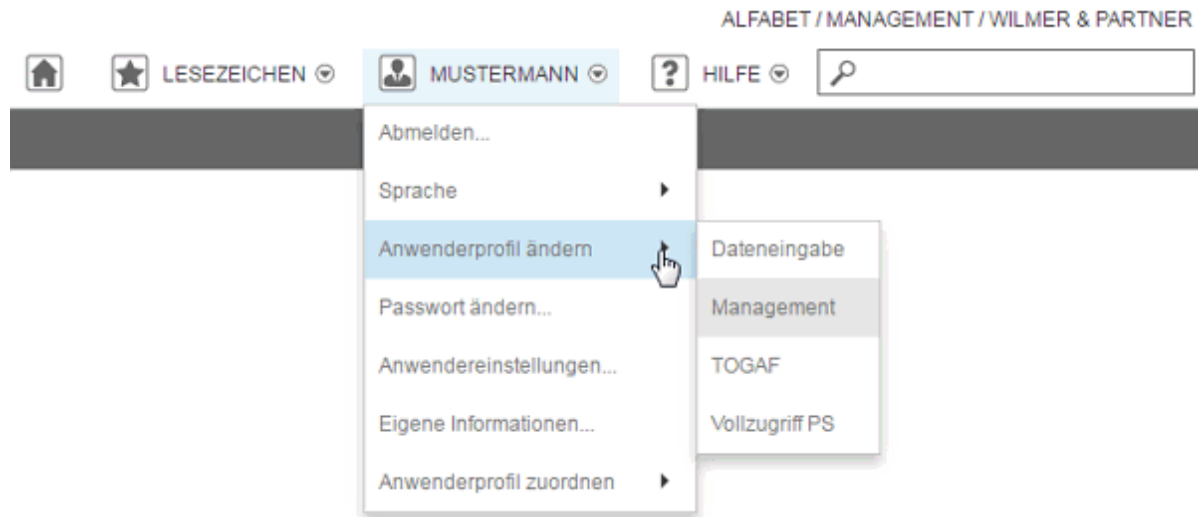 ALFABET / MANAGEMENT / WILMER & PARTNER
LESEZEICHEN MUSTERMANN ? HILFE
Abmelden...
Sprache
Anwenderprofil ändern
Dateneingabe
Passwort ändern...
Management
Anwendereinstellungen...
TOGAF
Eigene Informationen...
Vollzugriff PS
Anwenderprofil zuordnen